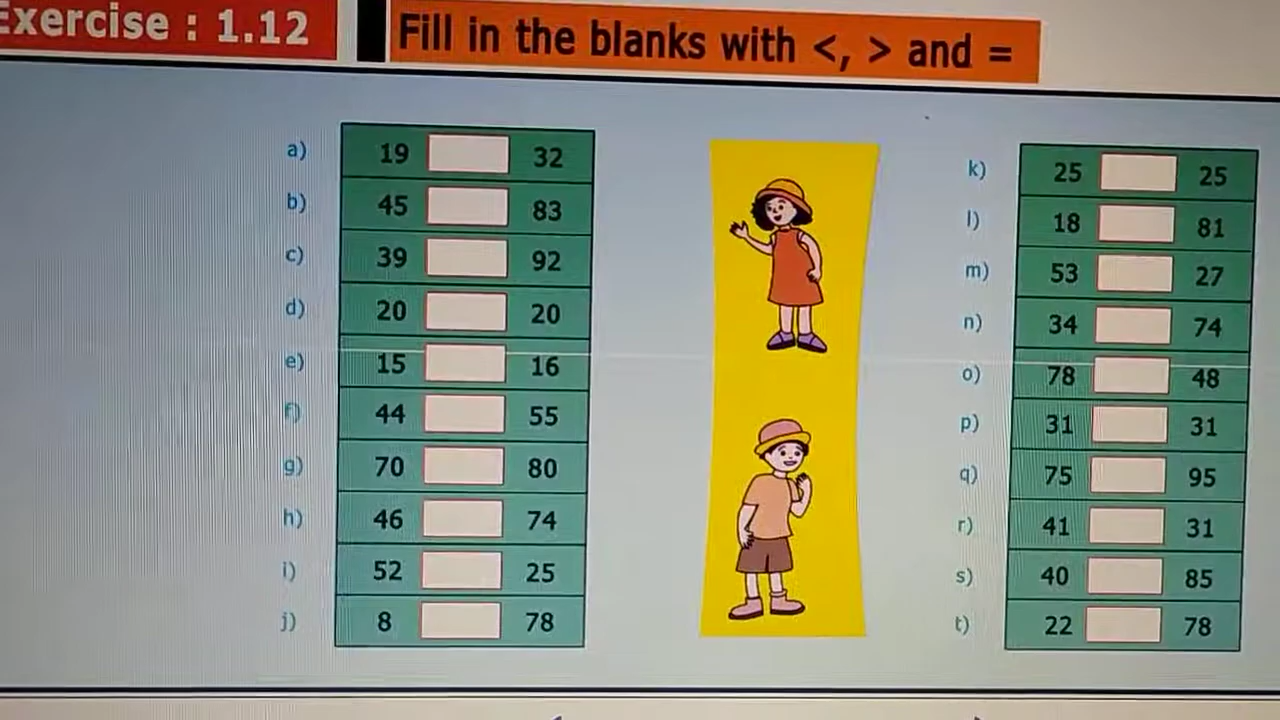 Exercise : 1.12
Fill in the blanks with <, > and =
a) 19 32
b) 45 83
c) 39 92
d) 20 20
e) 15 16
f) 44 55
g) 70 80
h) 46 74
i) 52 25
j) 8 78
k) 25 25
l) 18 81
m) 53 27
n) 34 74
o) 78 48
p) 31 31
q) 75 95
r) 41 31
s) 40 85
t) 22 78